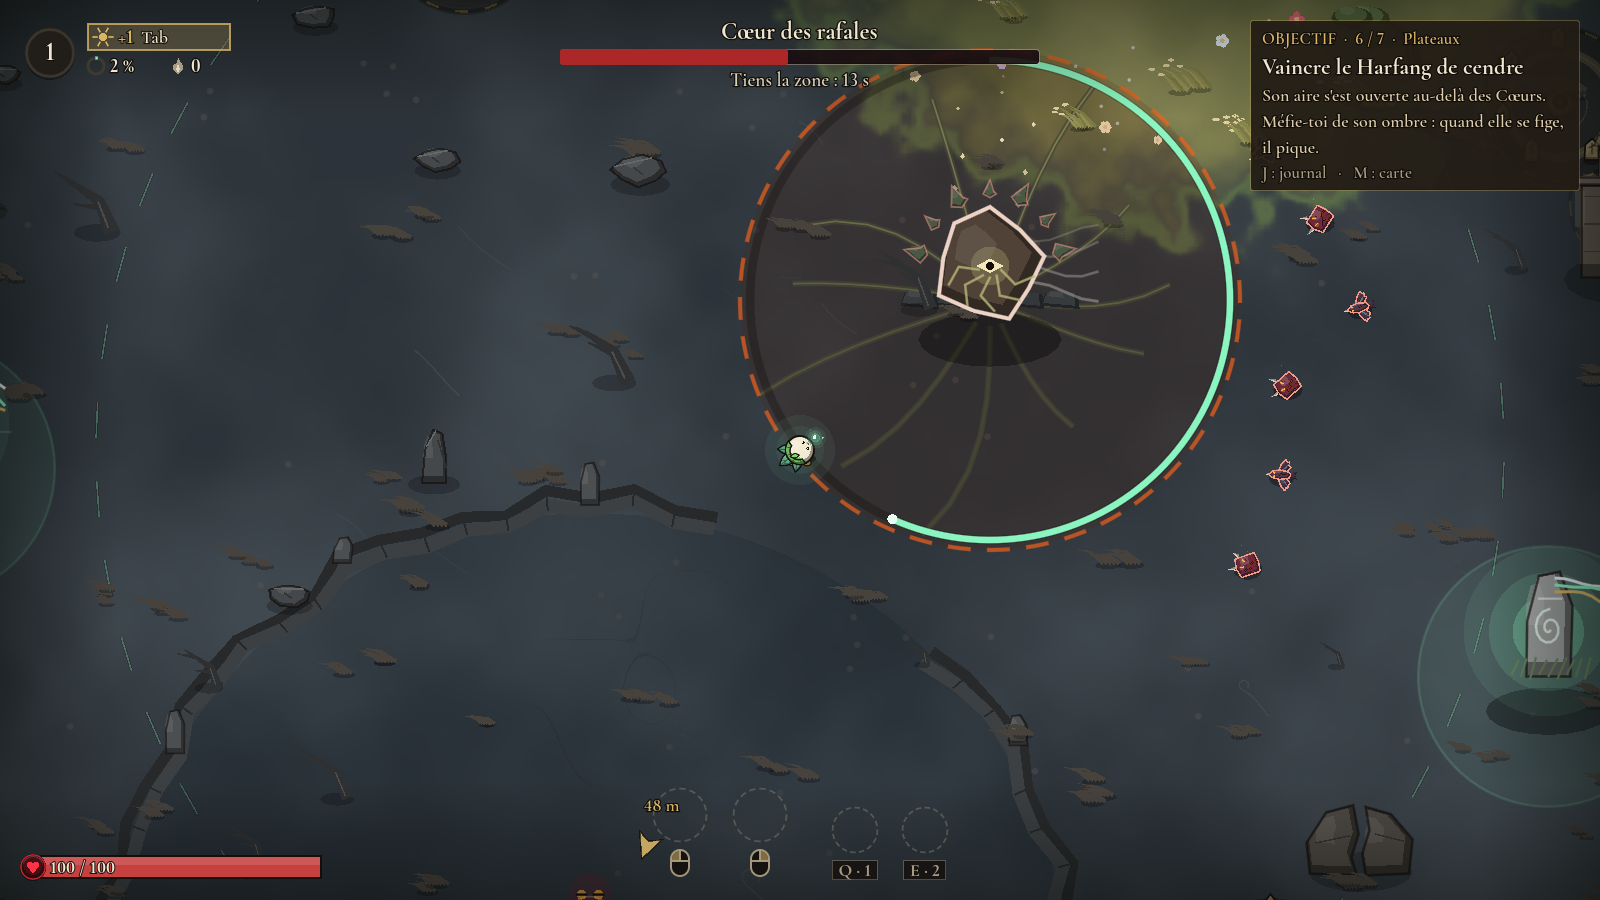 1
+1 Tab
2 %
0
Cœur des rafales
Tiens la zone : 13 s
OBJECTIF · 6 / 7 · Plateaux
Vaincre le Harfang de cendre
Son aire s'est ouverte au-delà des Cœurs.
Méfie-toi de son ombre : quand elle se fige,
il pique.
J : journal · M : carte
48 m
Q · 1
E · 2
100 / 100